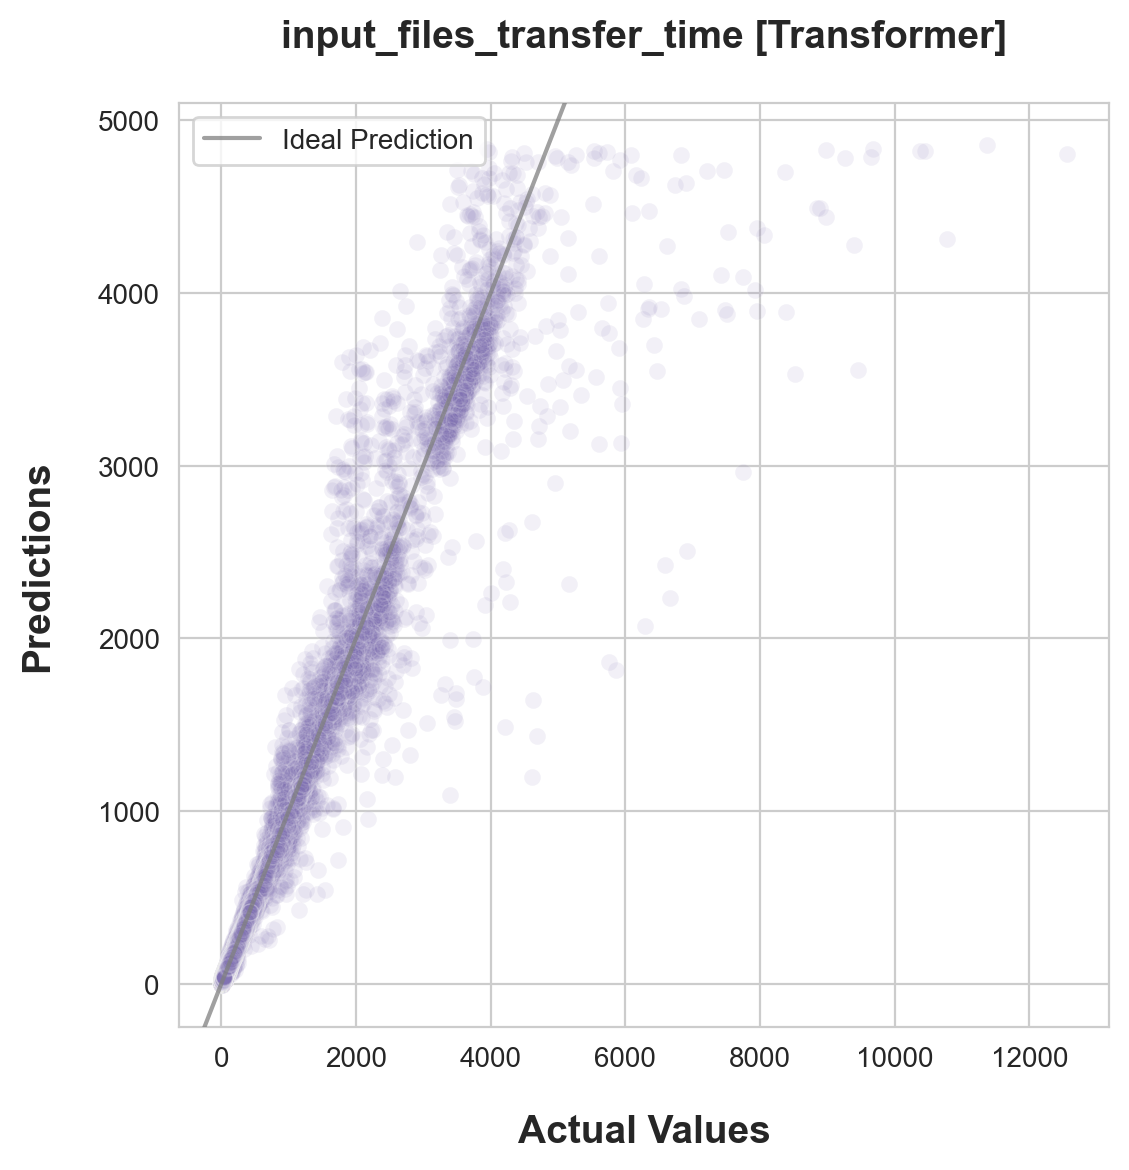 input_files_transfer_time [Transformer]
Ideal Prediction
5000
4000
3000
2000
1000
0
Predictions
0 2000 4000 6000 8000 10000 12000
Actual Values